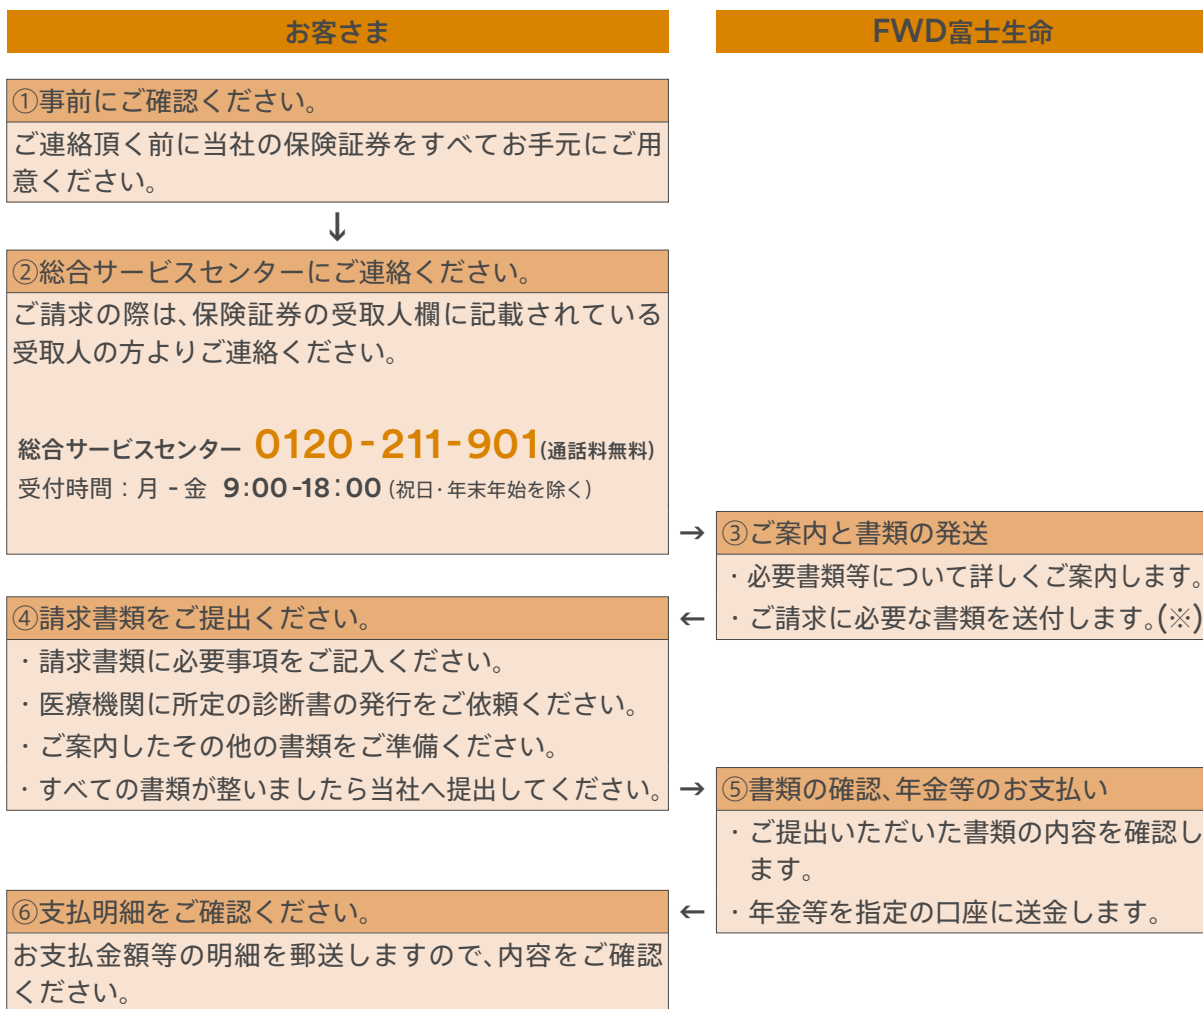 お客さま
FWD富士生命
①事前にご確認ください。
ご連絡頂く前に当社の保険証券をすべてお手元にご用
意ください。
↓
②総合サービスセンターにご連絡ください。
ご請求の際は、保険証券の受取人欄に記載されている
受取人の方よりご連絡ください。
総合サービスセンター 0120-211-901(通話料無料)
受付時間：月 - 金 9:00-18:00 (祝日・年末年始を除く)
→
③ご案内と書類の発送
・必要書類等について詳しくご案内します。
・ご請求に必要な書類を送付します。(※)
←
④請求書類をご提出ください。
・請求書類に必要事項をご記入ください。
・医療機関に所定の診断書の発行をご依頼ください。
・ご案内したその他の書類をご準備ください。
・すべての書類が整いましたら当社へ提出してください。
→
⑤書類の確認、年金等のお支払い
・ご提出いただいた書類の内容を確認し
ます。
・年金等を指定の口座に送金します。
←
⑥支払明細をご確認ください。
お支払金額等の明細を郵送しますので、内容をご確認
ください。